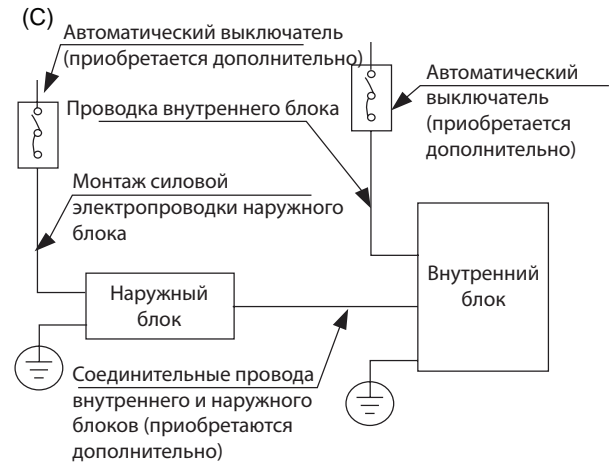 (C)
Автоматический выключатель
(приобретается дополнительно)
Автоматический
выключатель
(приобретается
дополнительно)
Проводка внутреннего блока
Монтаж силовой
электропроводки наружного
блока
Наружный
блок
Внутренний
блок
Соединительные провода
внутреннего и наружного
блоков (приобретаются
дополнительно)